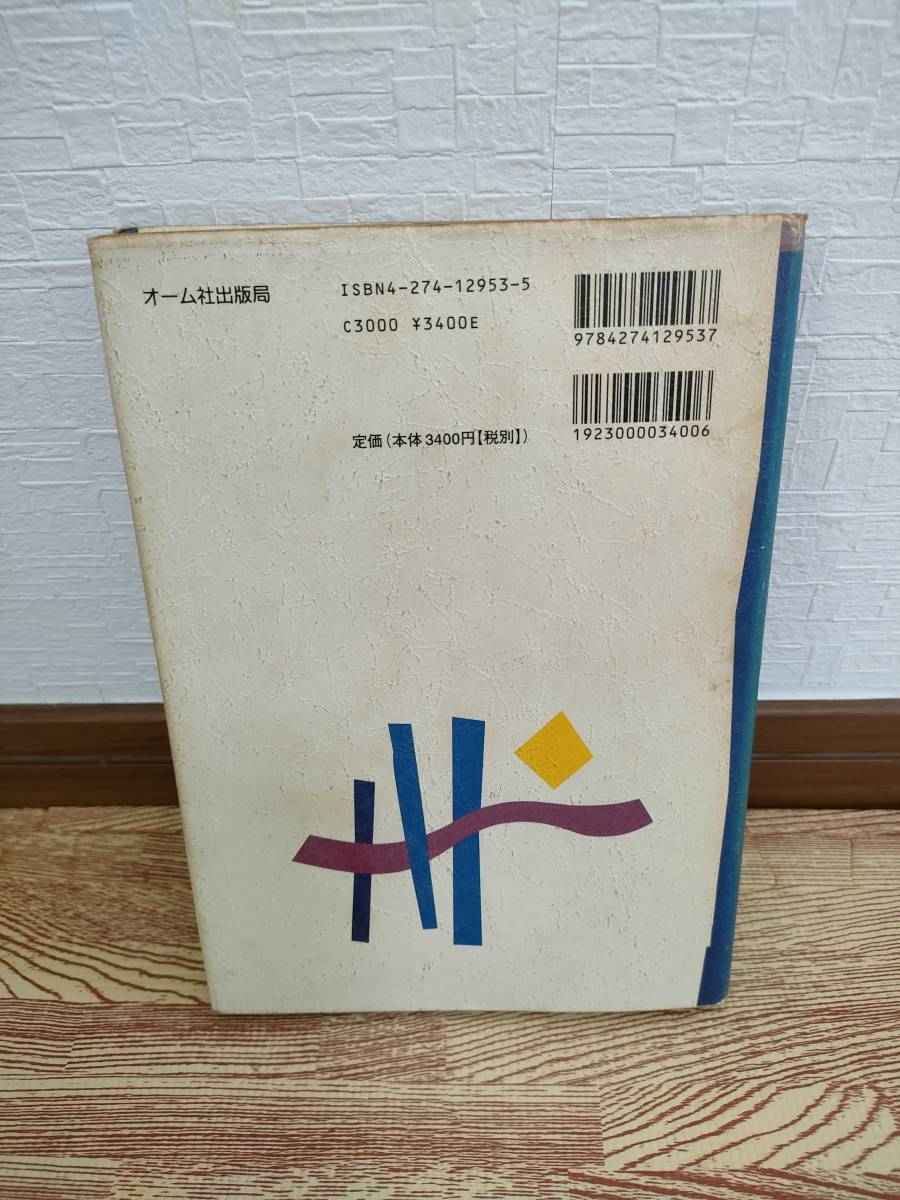 オーム社出版局
ISBN4-274-12953-5
C3000 ¥3400E
9784274129537
1923000034006
定価(本体3400円【税別】)